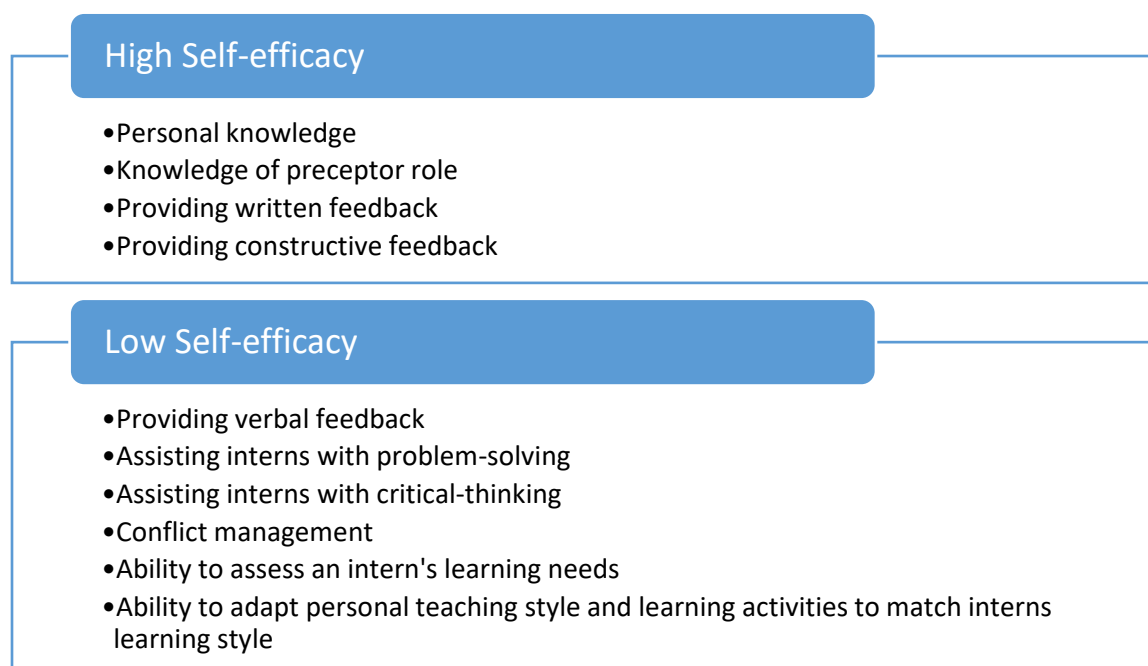 High Self-efficacy
•Personal knowledge
•Knowledge of preceptor role
•Providing written feedback
•Providing constructive feedback
Low Self-efficacy
•Providing verbal feedback
•Assisting interns with problem-solving
•Assisting interns with critical-thinking
•Conflict management
•Ability to assess an intern's learning needs
•Ability to adapt personal teaching style and learning activities to match interns
learning style